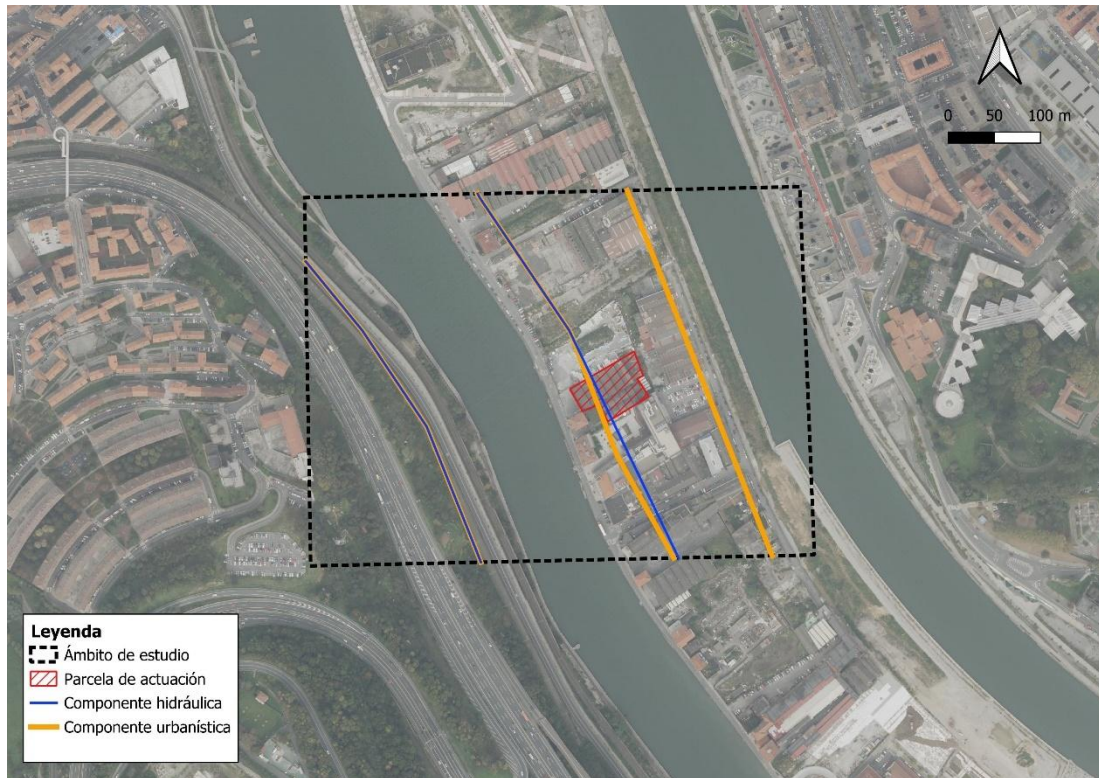 0 50 100 m
Leyenda
Ámbito de estudio
Parcela de actuación
Componente hidráulica
Componente urbanística